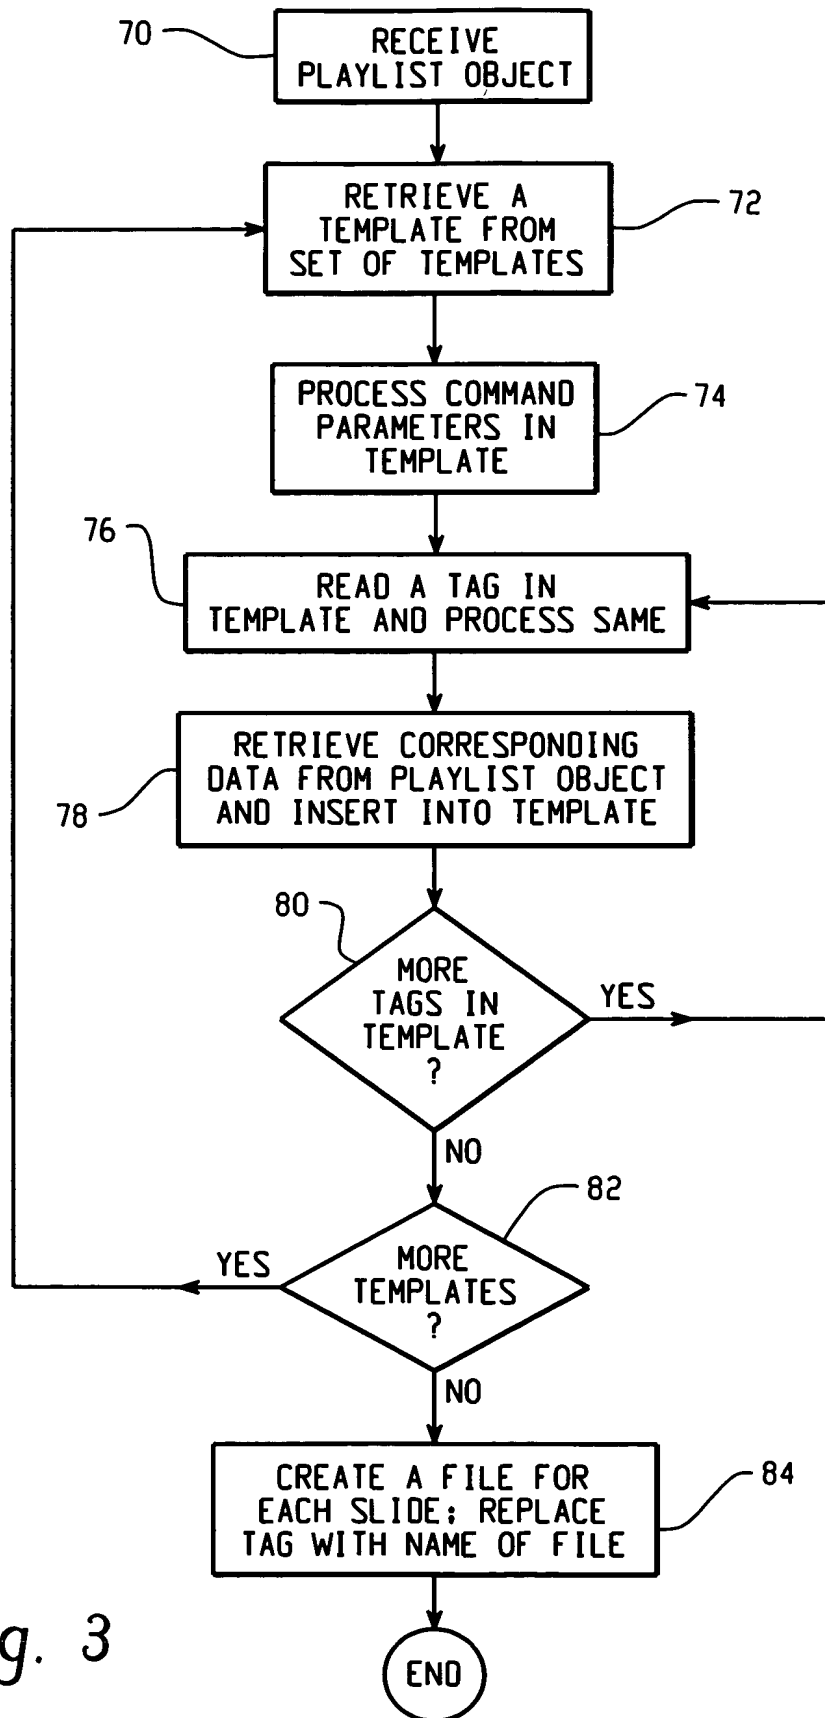 70
RECEIVE
PLAYLIST OBJECT
RETRIEVE A
TEMPLATE FROM
SET OF TEMPLATES
72
PROCESS COMMAND
PARAMETERS IN
TEMPLATE
74
76
READ A TAG IN
TEMPLATE AND PROCESS SAME
RETRIEVE CORRESPONDING
DATA FROM PLAYLIST OBJECT
AND INSERT INTO TEMPLATE
78
80
MORE
TAGS IN
TEMPLATE
?
YES
NO
82
MORE
TEMPLATES
?
YES
NO
CREATE A FILE FOR
EACH SLIDE; REPLACE
TAG WITH NAME OF FILE
84
g. 3
END